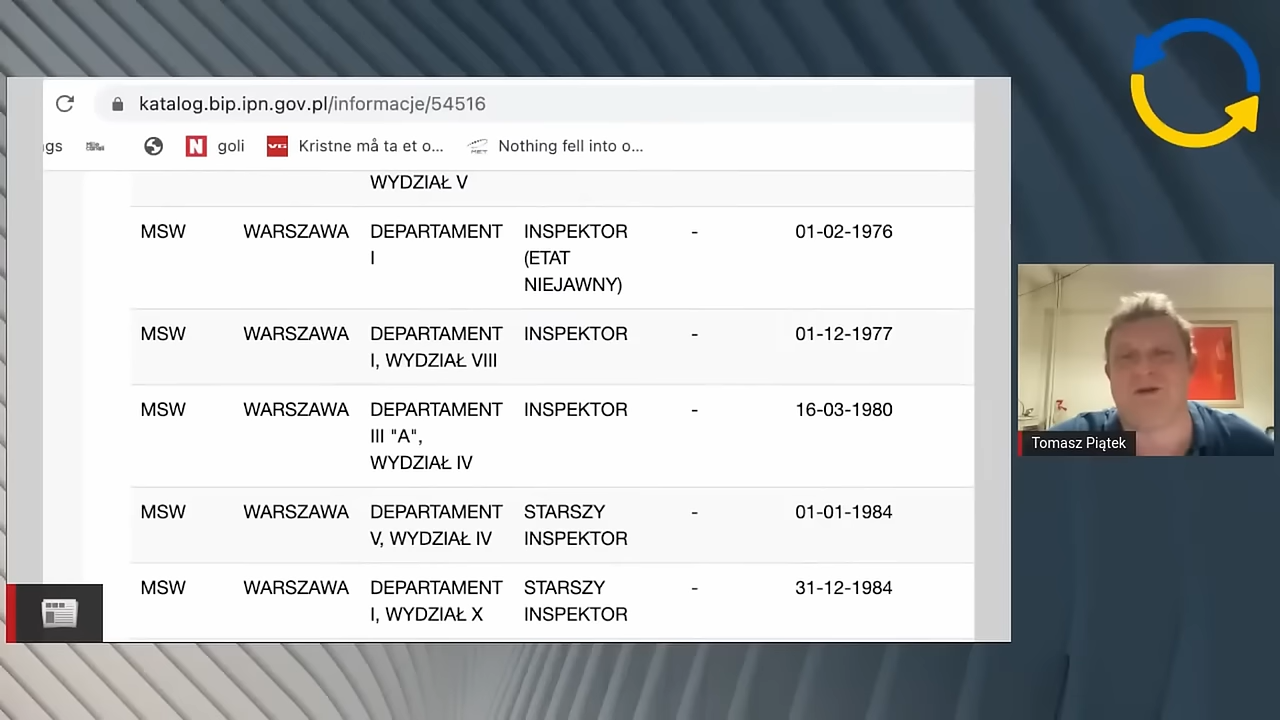 katalog.bip.ipn.gov.pl/informacje/54516
gs
N goli
VG Kristne må ta et o...
Nothing fell into o...
WYDZIAŁ V
MSW WARSZAWA DEPARTAMENT INSPEKTOR - 01-02-1976
I (ETAT
NIEJAWNY)
MSW WARSZAWA DEPARTAMENT INSPEKTOR - 01-12-1977
I, WYDZIAŁ VIII
MSW WARSZAWA DEPARTAMENT INSPEKTOR - 16-03-1980
III "A",
WYDZIAŁ IV
MSW WARSZAWA DEPARTAMENT STARSZY - 01-01-1984
V, WYDZIAŁ IV INSPEKTOR
MSW WARSZAWA DEPARTAMENT STARSZY - 31-12-1984
I, WYDZIAŁ X INSPEKTOR
Tomasz Piątek